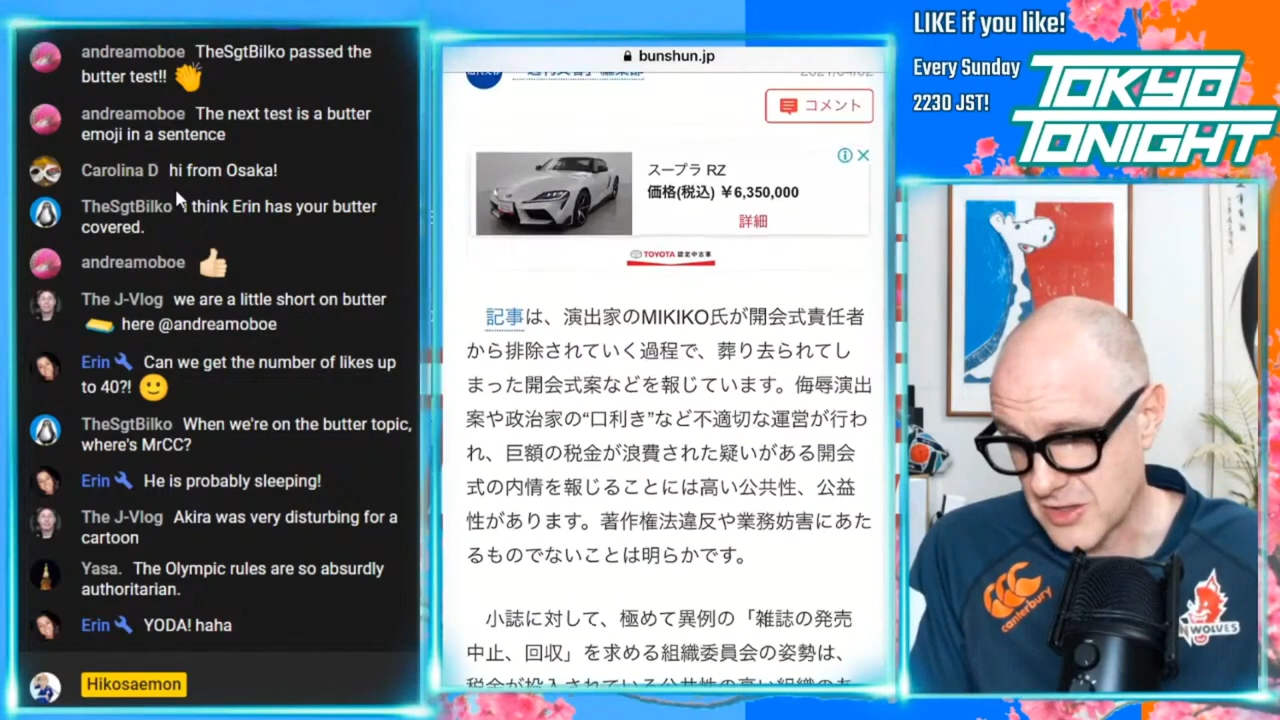 andreamoboe TheSgtBilko passed the
butter test!! 👏
andreamoboe The next test is a butter
emoji in a sentence
Carolina D hi from Osaka!
TheSgtBilko I think Erin has your butter
covered.
andreamoboe 👍
The J-Vlog we are a little short on butter
🧈 here @andreamoboe
Erin Can we get the number of likes up
to 40?! 🙂
TheSgtBilko When we're on the butter topic,
where's MrCC?
Erin He is probably sleeping!
The J-Vlog Akira was very disturbing for a
cartoon
Yasa. The Olympic rules are so absurdly
authoritarian.
Erin YODA! haha
Hikosaemon
bunshun.jp
コメント
スープラ RZ
価格(税込) ¥6,350,000
詳細
TOYOTA 認定中古車
記事は、演出家のMIKIKO氏が開会式責任者
から排除されていく過程で、葬り去られてし
まった開会式案などを報じています。侮辱演出
案や政治家の“口利き”など不適切な運営が行わ
れ、巨額の税金が浪費された疑いがある開会
式の内情を報じることには高い公共性、公益
性があります。著作権法違反や業務妨害にあた
るものでないことは明らかです。
小誌に対して、極めて異例の「雑誌の発売
中止、回収」を求める組織委員会の姿勢は、
LIKE if you like!
Every Sunday
2230 JST!
TOKYO
TONIGHT
canterbury
WOLVES